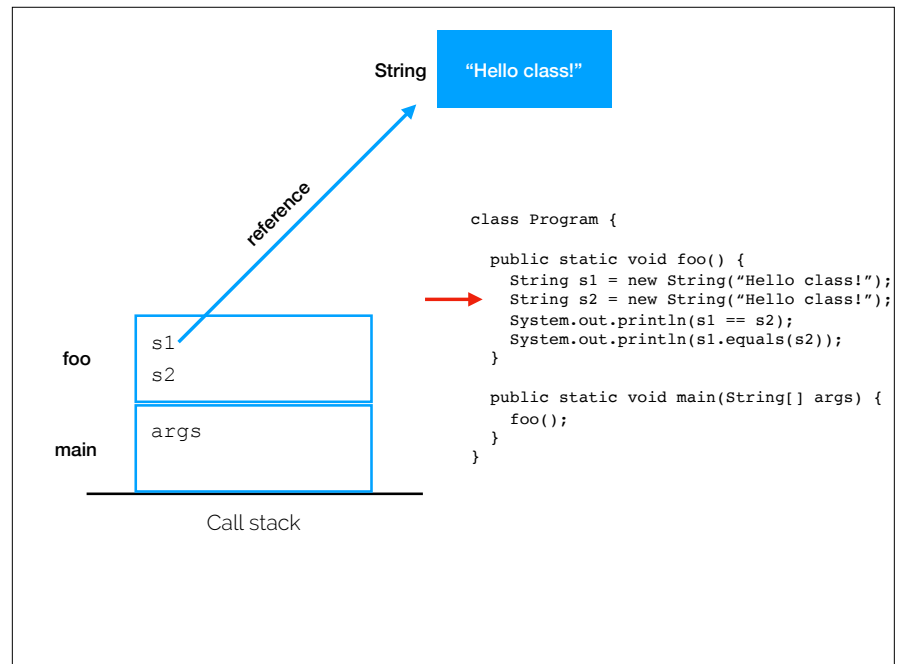 String
“Hello class!”
reference
class Program {
public static void foo() {
String s1 = new String(“Hello class!”);
String s2 = new String(“Hello class!”);
System.out.println(s1 == s2);
System.out.println(s1.equals(s2));
}
public static void main(String[] args) {
foo();
}
}
foo
s1
s2
main
args
Call stack